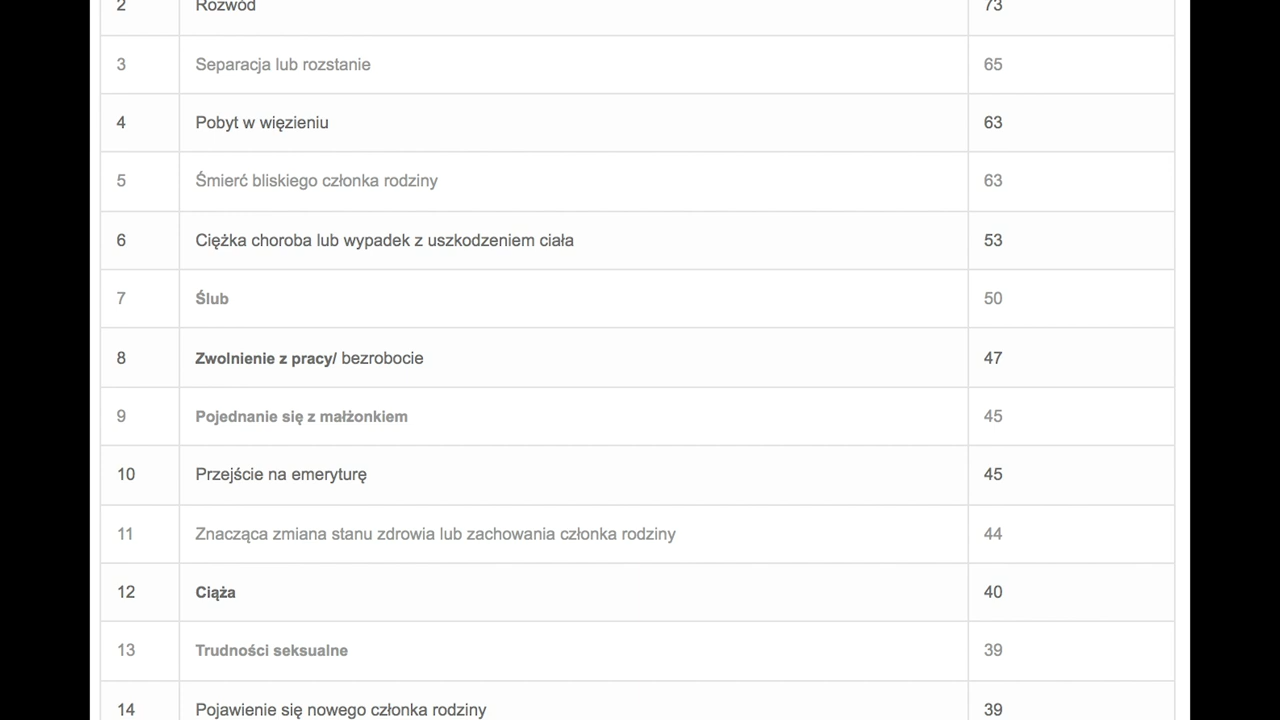 2 Rozwód 73
3 Separacja lub rozstanie 65
4 Pobyt w więzieniu 63
5 Śmierć bliskiego członka rodziny 63
6 Ciężka choroba lub wypadek z uszkodzeniem ciała 53
7 Ślub 50
8 Zwolnienie z pracy/ bezrobocie 47
9 Pojednanie się z małżonkiem 45
10 Przejście na emeryturę 45
11 Znacząca zmiana stanu zdrowia lub zachowania członka rodziny 44
12 Ciąża 40
13 Trudności seksualne 39
14 Pojawienie się nowego członka rodziny 39